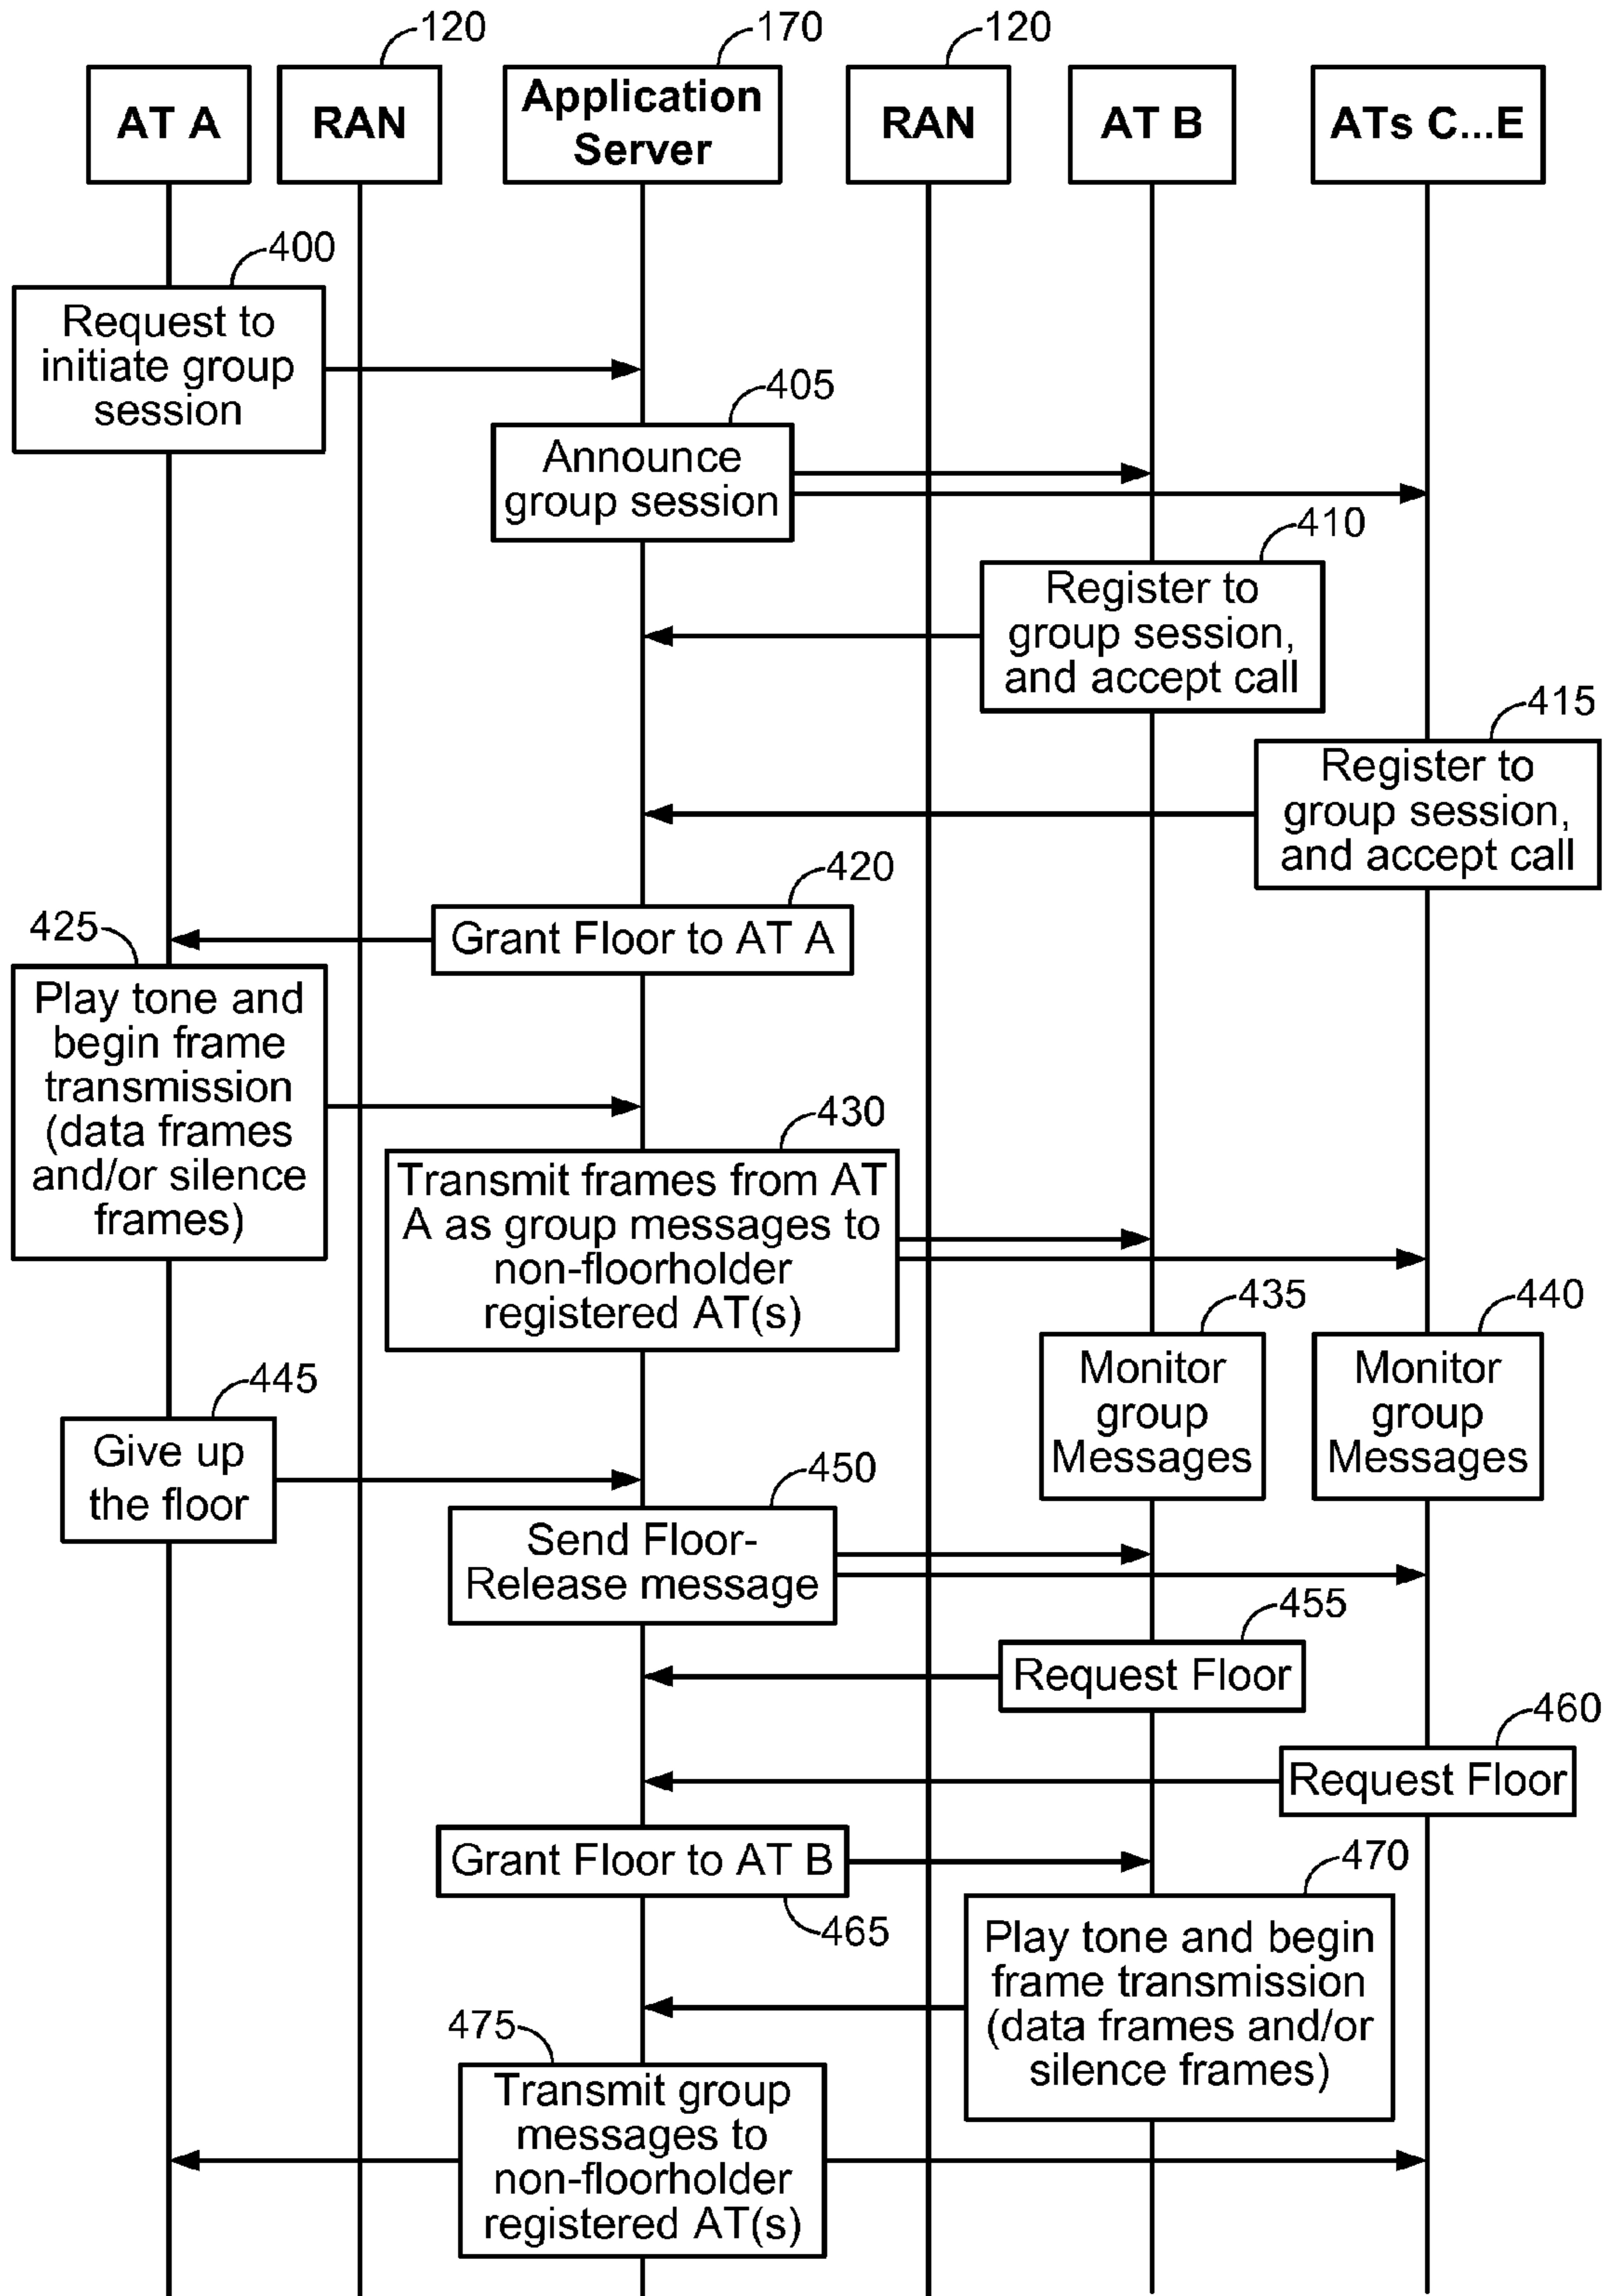 120
170
120
AT A
RAN
Application
Server
RAN
AT B
ATs C...E
400
Request to
initiate group
session
405
Announce
group session
410
Register to
group session,
and accept call
415
Register to
group session,
and accept call
420
Grant Floor to AT A
425
Play tone and
begin frame
transmission
(data frames
and/or silence
frames)
430
Transmit frames from AT
A as group messages to
non-floorholder
registered AT(s)
435
Monitor
group
Messages
440
Monitor
group
Messages
445
Give up
the floor
450
Send Floor-
Release message
455
Request Floor
460
Request Floor
Grant Floor to AT B
465
470
Play tone and begin
frame transmission
(data frames and/or
silence frames)
475
Transmit group
messages to
non-floorholder
registered AT(s)